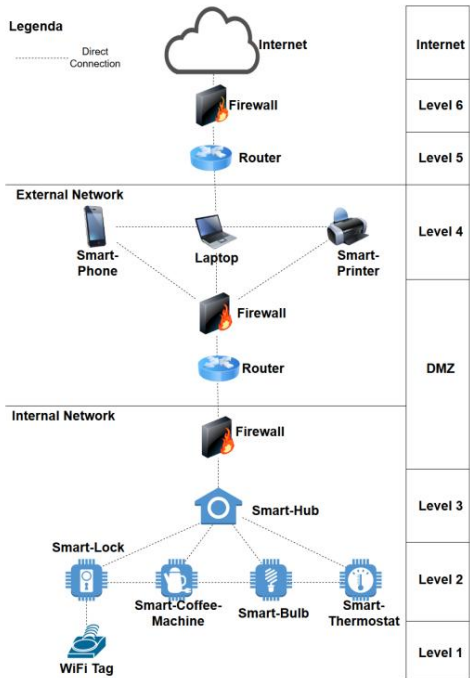 Legenda
Direct
Connection
Internet
Internet
Firewall
Level 6
Router
Level 5
External Network
Smart-
Phone
Laptop
Smart-
Printer
Level 4
Firewall
Router
DMZ
Internal Network
Firewall
Smart-Hub
Level 3
Smart-Lock
Smart-Coffee-
Machine
Smart-Bulb
Smart-
Thermostat
Level 2
WiFi Tag
Level 1